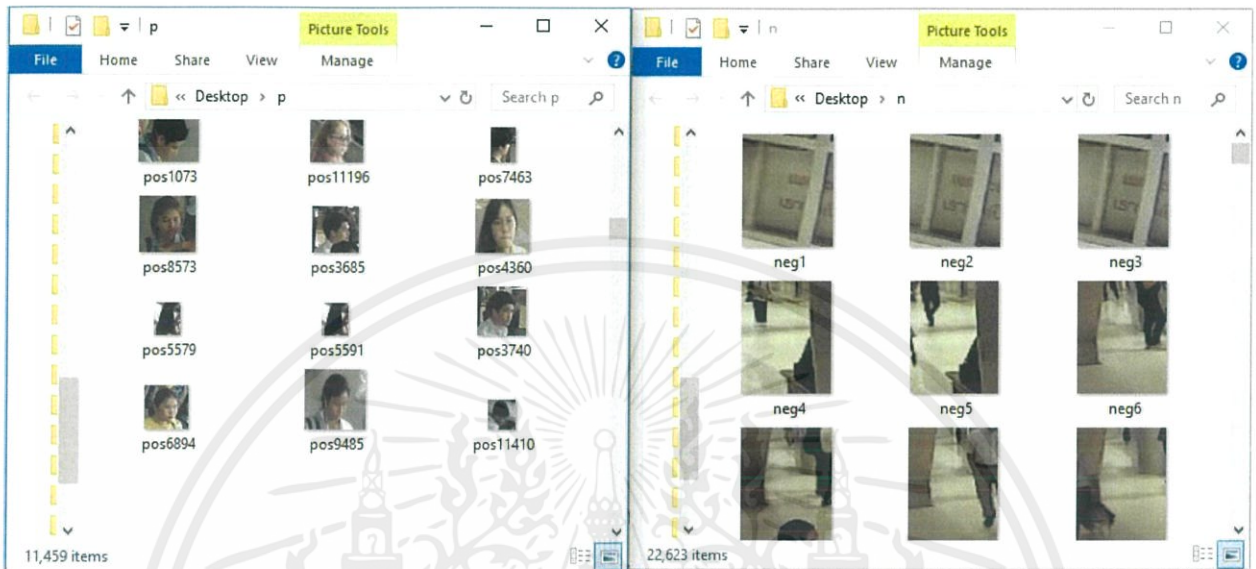 p
Picture Tools
File Home Share View Manage
« Desktop > p
Search p
pos1073 pos11196 pos7463
pos8573 pos3685 pos4360
pos5579 pos5591 pos3740
pos6894 pos9485 pos11410
11,459 items
n
Picture Tools
File Home Share View Manage
« Desktop > n
Search n
neg1 neg2 neg3
neg4 neg5 neg6
22,623 items